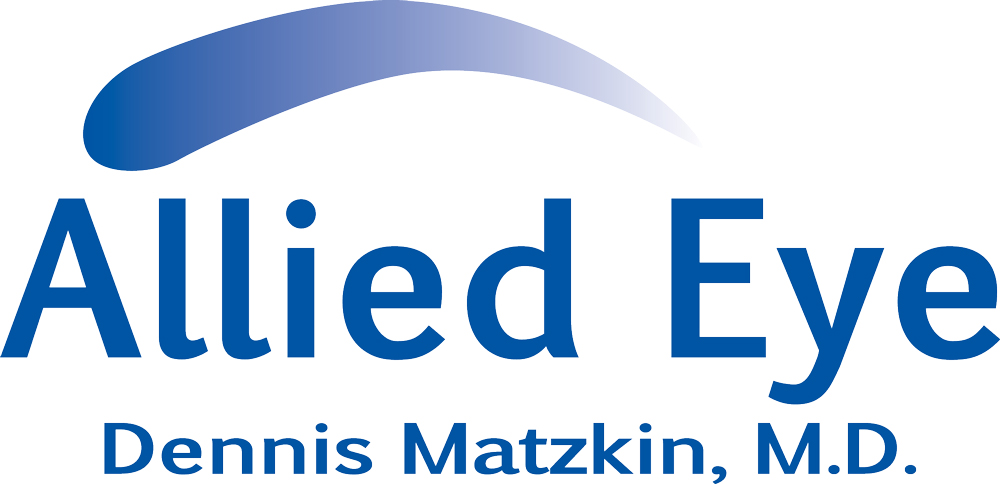 Allied Eye
Dennis Matzkin, M.D.